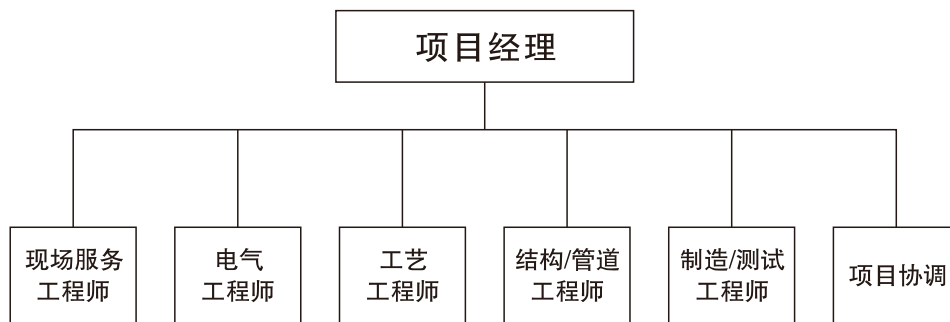 项目经理
现场服务
工程师
电气
工程师
工艺
工程师
结构/管道
工程师
制造/测试
工程师
项目协调